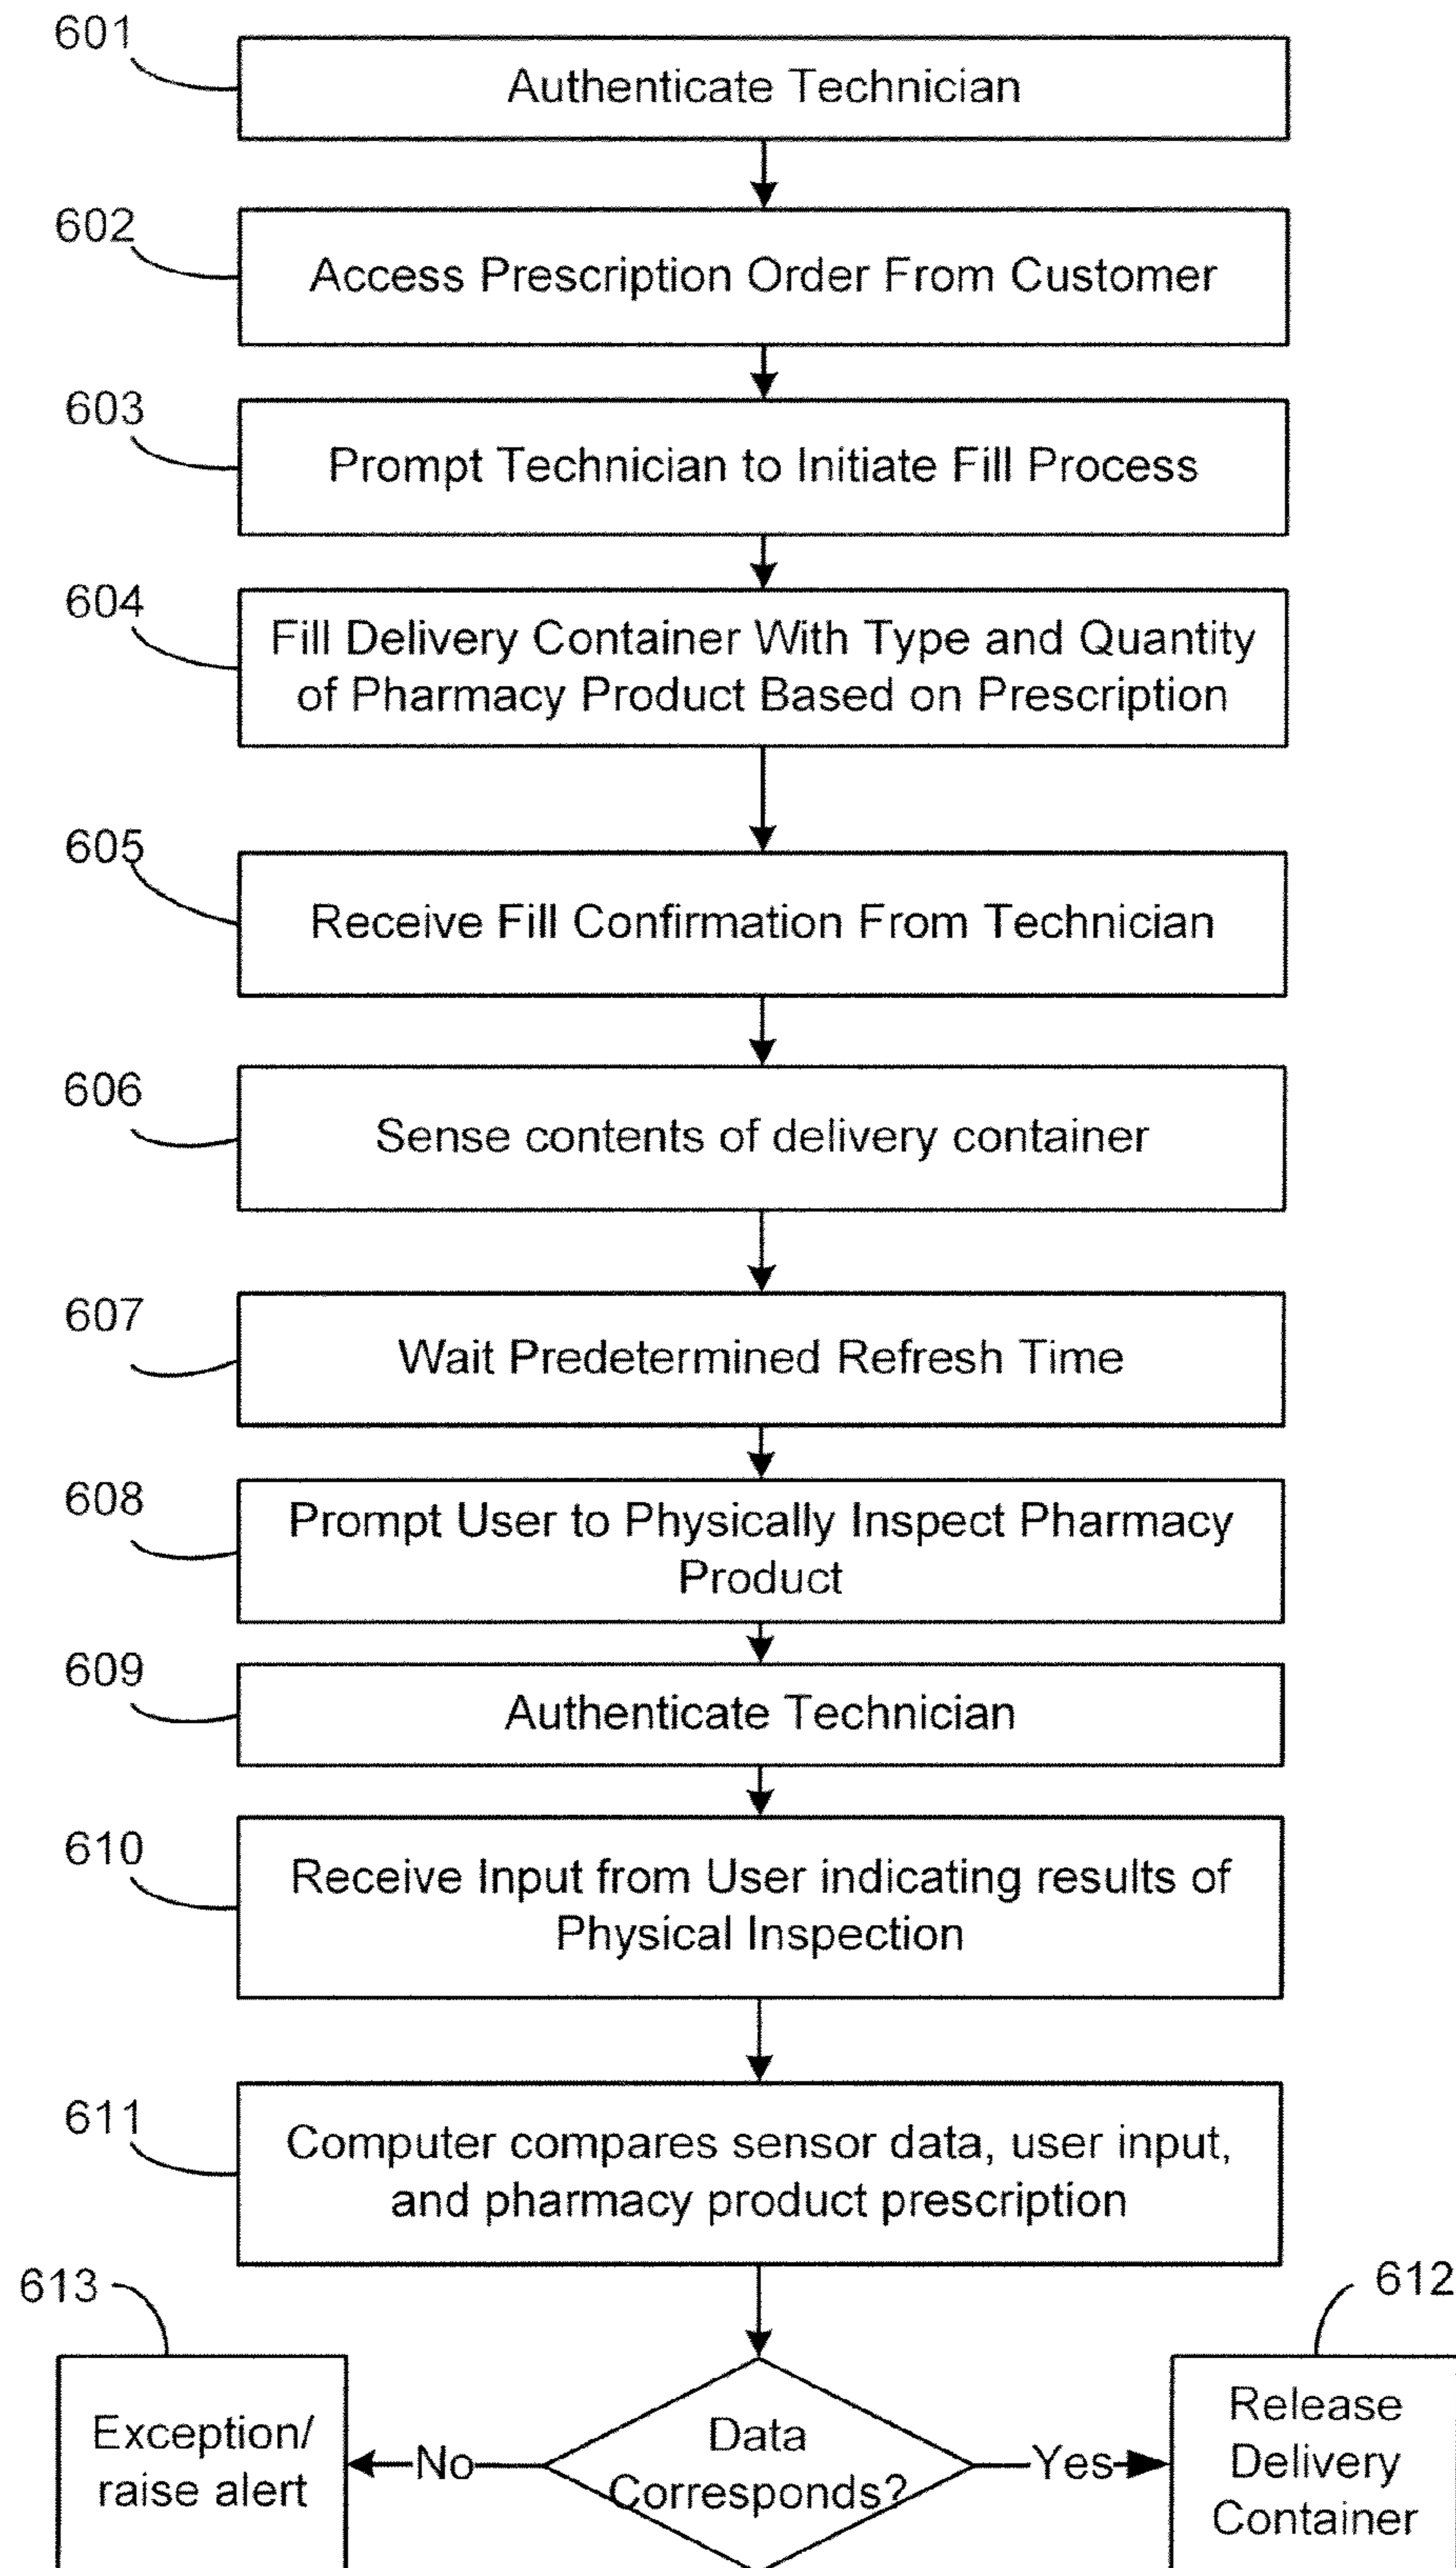 601
Authenticate Technician
602
Access Prescription Order From Customer
603
Prompt Technician to Initiate Fill Process
604
Fill Delivery Container With Type and Quantity
of Pharmacy Product Based on Prescription
605
Receive Fill Confirmation From Technician
606
Sense contents of delivery container
607
Wait Predetermined Refresh Time
608
Prompt User to Physically Inspect Pharmacy
Product
609
Authenticate Technician
610
Receive Input from User indicating results of
Physical Inspection
611
Computer compares sensor data, user input,
and pharmacy product prescription
613
612
Exception/
raise alert
No
Data
Corresponds?
Yes
Release
Delivery
Container